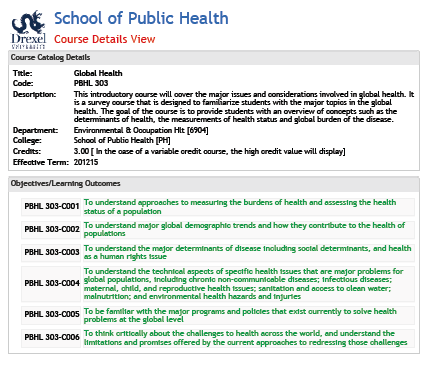 School of Public Health
Drexel
UNIVERSITY
Course Details View
Course Catalog Details
Title: Global Health
Code: PBHL 303
Description: This introductory course will cover the major issues and considerations involved in global health. It
is a survey course that is designed to familiarize students with the major topics in the global
health. The goal of the course is to provide students with an overview of concepts such as the
determinants of health, the measurements of health status and global burden of the disease.
Department: Environmental & Occupation Hlt [6904]
College: School of Public Health [PH]
Credits: 3.00 [ In the case of a variable credit course, the high credit value will display]
Effective Term: 201215
Objectives/Learning Outcomes
PBHL 303-C001 To understand approaches to measuring the burdens of health and assessing the health
status of a population
PBHL 303-C002 To understand major global demographic trends and how they contribute to the health of
populations
PBHL 303-C003 To understand the major determinants of disease including social determinants, and health
as a human rights issue
PBHL 303-C004 To understand the technical aspects of specific health issues that are major problems for
global populations, including chronic non-communicable diseases; infectious diseases;
maternal, child, and reproductive health issues; sanitation and access to clean water;
malnutrition; and environmental health hazards and injuries
PBHL 303-C005 To be familiar with the major programs and policies that exist currently to solve health
problems at the global level
PBHL 303-C006 To think critically about the challenges to health across the world, and understand the
limitations and promises offered by the current approaches to redressing those challenges